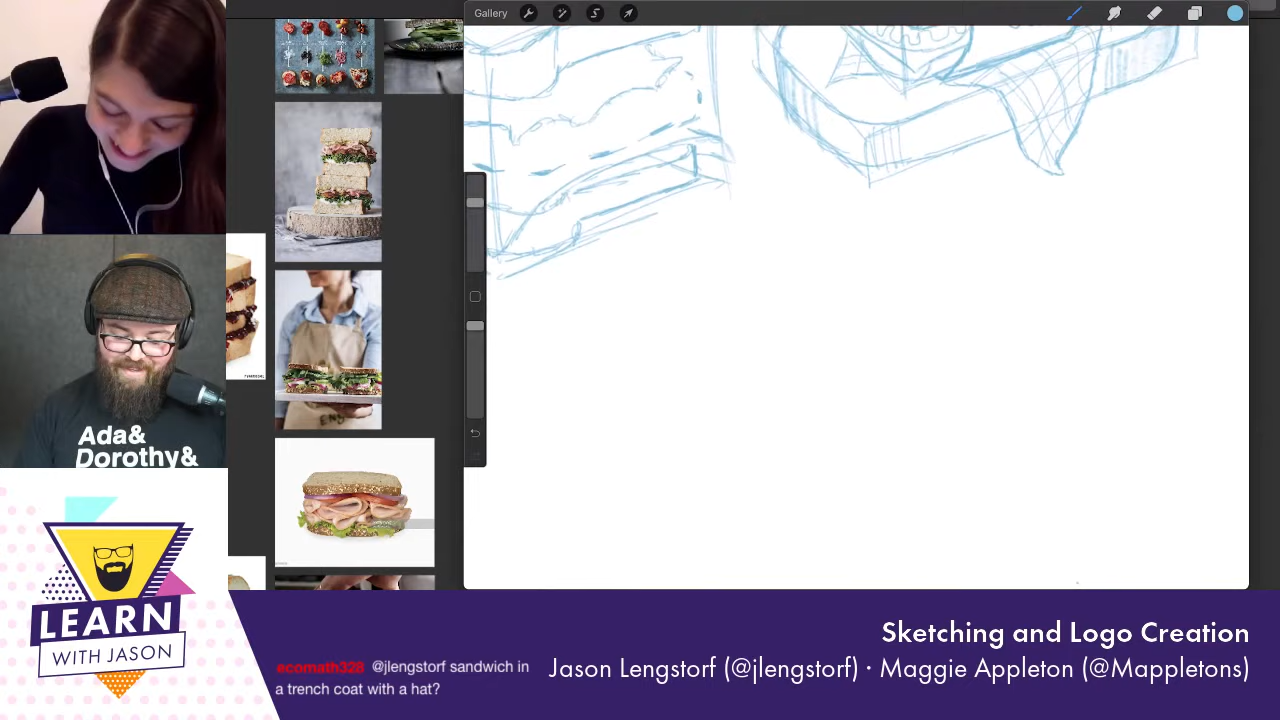 Gallery
Ada&
Dorothy&
LEARN
WITH JASON
ecomath328 @jlengstorf sandwich in
a trench coat with a hat?
Sketching and Logo Creation
Jason Lengstorf (@jlengstorf) · Maggie Appleton (@Mappletons)